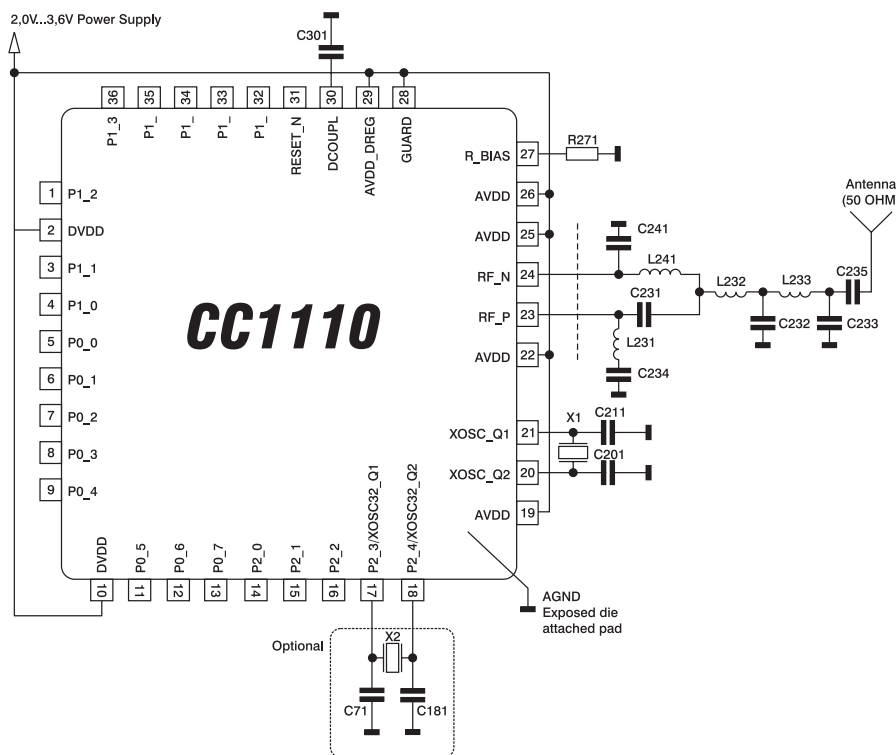 2,0V...3,6V Power Supply
C301
36
35
34
33
32
31
30
29
28
P1_3
P1_
P1_
P1_
P1_
RESET_N
DCOUPL
AVDD_DREG
GUARD
1 P1_2
2 DVDD
3 P1_1
4 P1_0
5 P0_0
6 P0_1
7 P0_2
8 P0_3
9 P0_4
CC1110
R_BIAS 27
R271
AVDD 26
AVDD 25
RF_N 24
RF_P 23
AVDD 22
XOSC_Q1 21
XOSC_Q2 20
AVDD 19
Antenna
(50 OHM
C241
L241
C231
L231
C234
L232
L233
C235
C232
C233
X1
C211
C201
DVDD
P0_5
P0_6
P0_7
P2_0
P2_1
P2_2
P2_3/XOSC32_Q1
P2_4/XOSC32_Q2
10
11
12
13
14
15
16
17
18
AGND
Exposed die
attached pad
Optional
X2
C71
C181